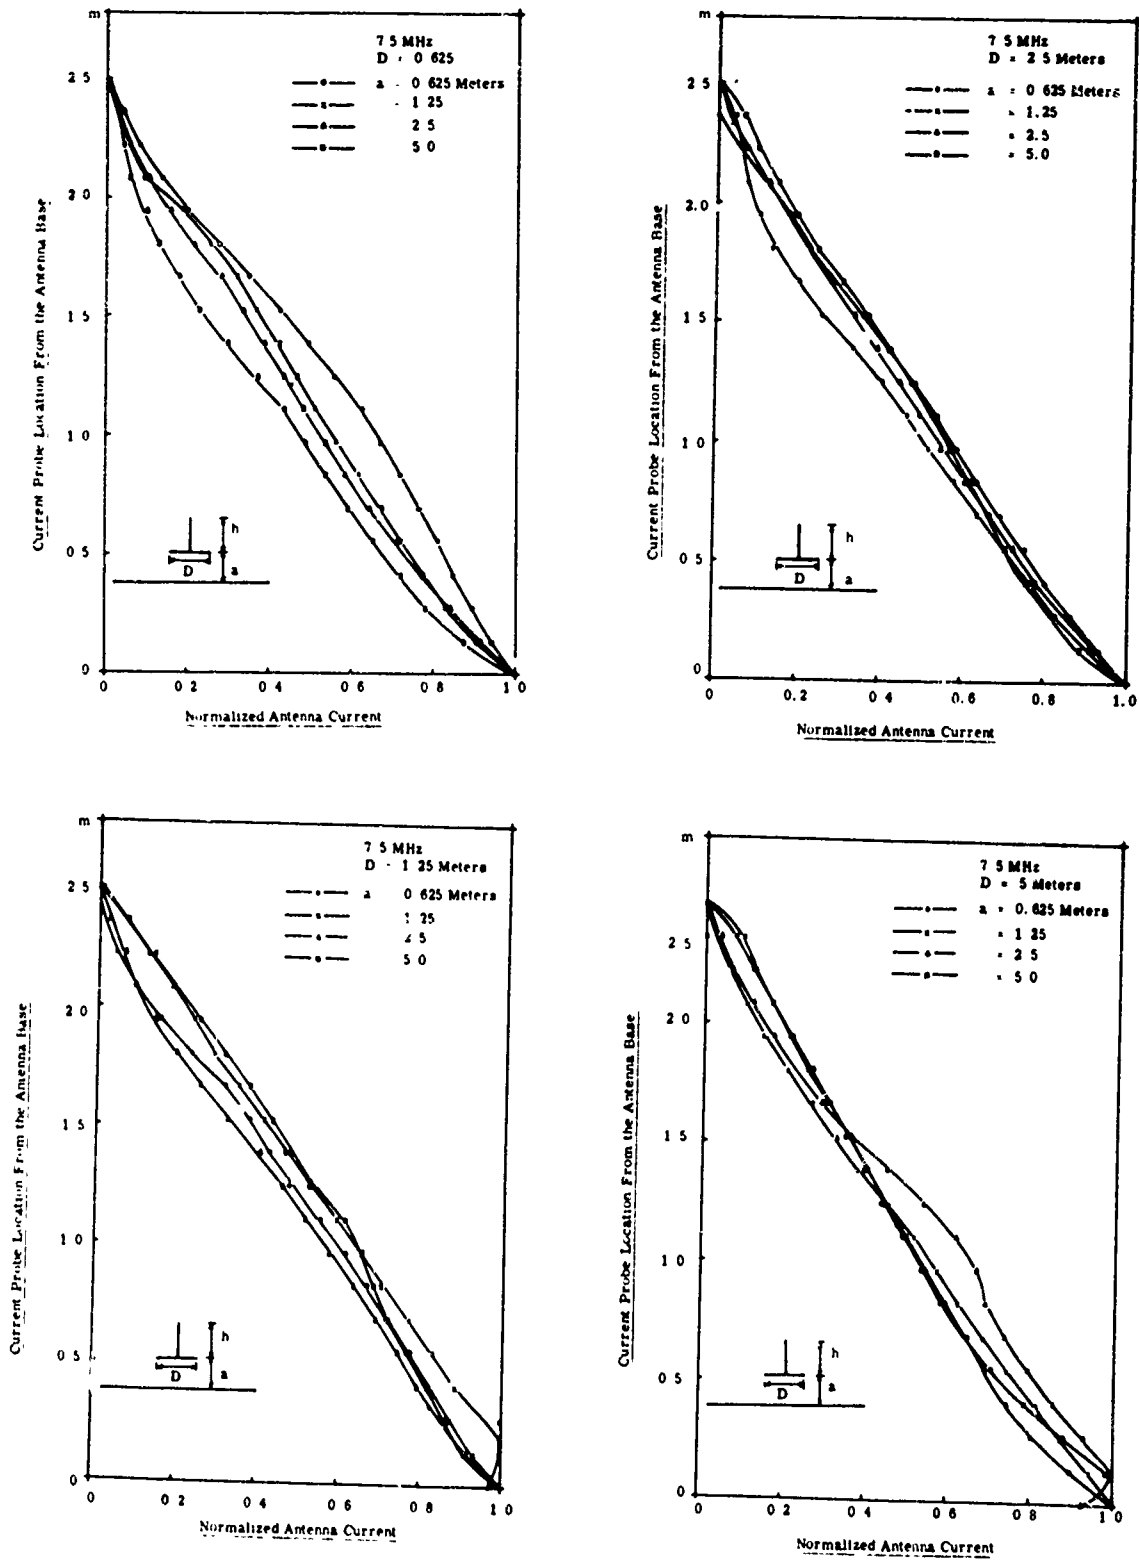 m
7 5 MHz
D - 0 625
a - 0 625 Meters
- 1 25
2 5
5 0
2 5
2 0
1 5
1 0
0 5
0
Current Probe Location From the Antenna Base
h
D
a
0 0 2 0 4 0 6 0 8 1 0
Normalized Antenna Current
m
7 5 MHz
D = 2 5 Meters
a = 0 625 Meters
= 1.25
= 2.5
= 5.0
2 5
2.0
1 5
1 0
0 5
0
Current Probe Location From the Antenna Base
h
D
a
0 0.2 0 4 0.6 0.8 1.0
Normalized Antenna Current
m
7 5 MHz
D - 1 25 Meters
a 0 625 Meters
1 25
2 5
5 0
2 5
2 0
1 5
1 0
0 5
0
Current Probe Location From the Antenna Base
h
D
a
0 0 2 0 4 0 6 0 8 1 0
Normalized Antenna Current
m
7 5 MHz
D = 5 Meters
a = 0.625 Meters
= 1 25
= 2 5
= 5.0
2 5
2 0
1 5
1 0
0 5
0
Current Probe Location From the Antenna Base
h
D
a
0 0 2 0 4 0 6 0 8 1 0
Normalized Antenna Current